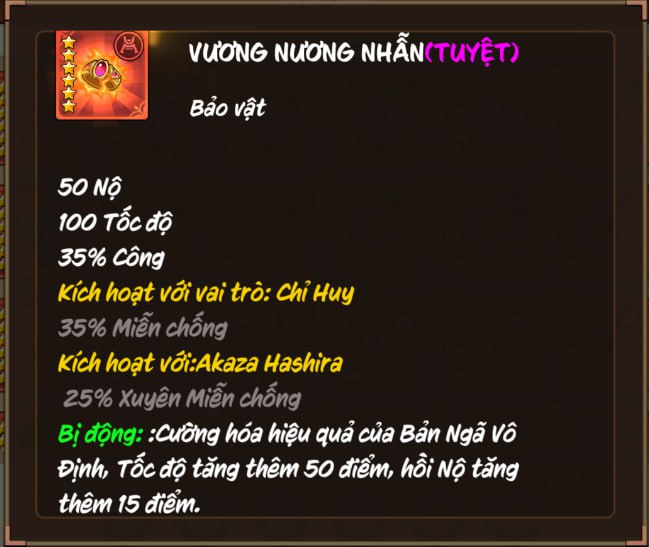 VƯƠNG NƯƠNG NHẪN(TUYỆT)
Bảo vật
50 Nộ
100 Tốc độ
35% Công
Kích hoạt với vai trò: Chỉ Huy
35% Miễn chống
Kích hoạt với:Akaza Hashira
25% Xuyên Miễn chống
Bị động: :Cường hóa hiệu quả của Bản Ngã Vô
Định, Tốc độ tăng thêm 50 điểm, hồi Nộ tăng
thêm 15 điểm.